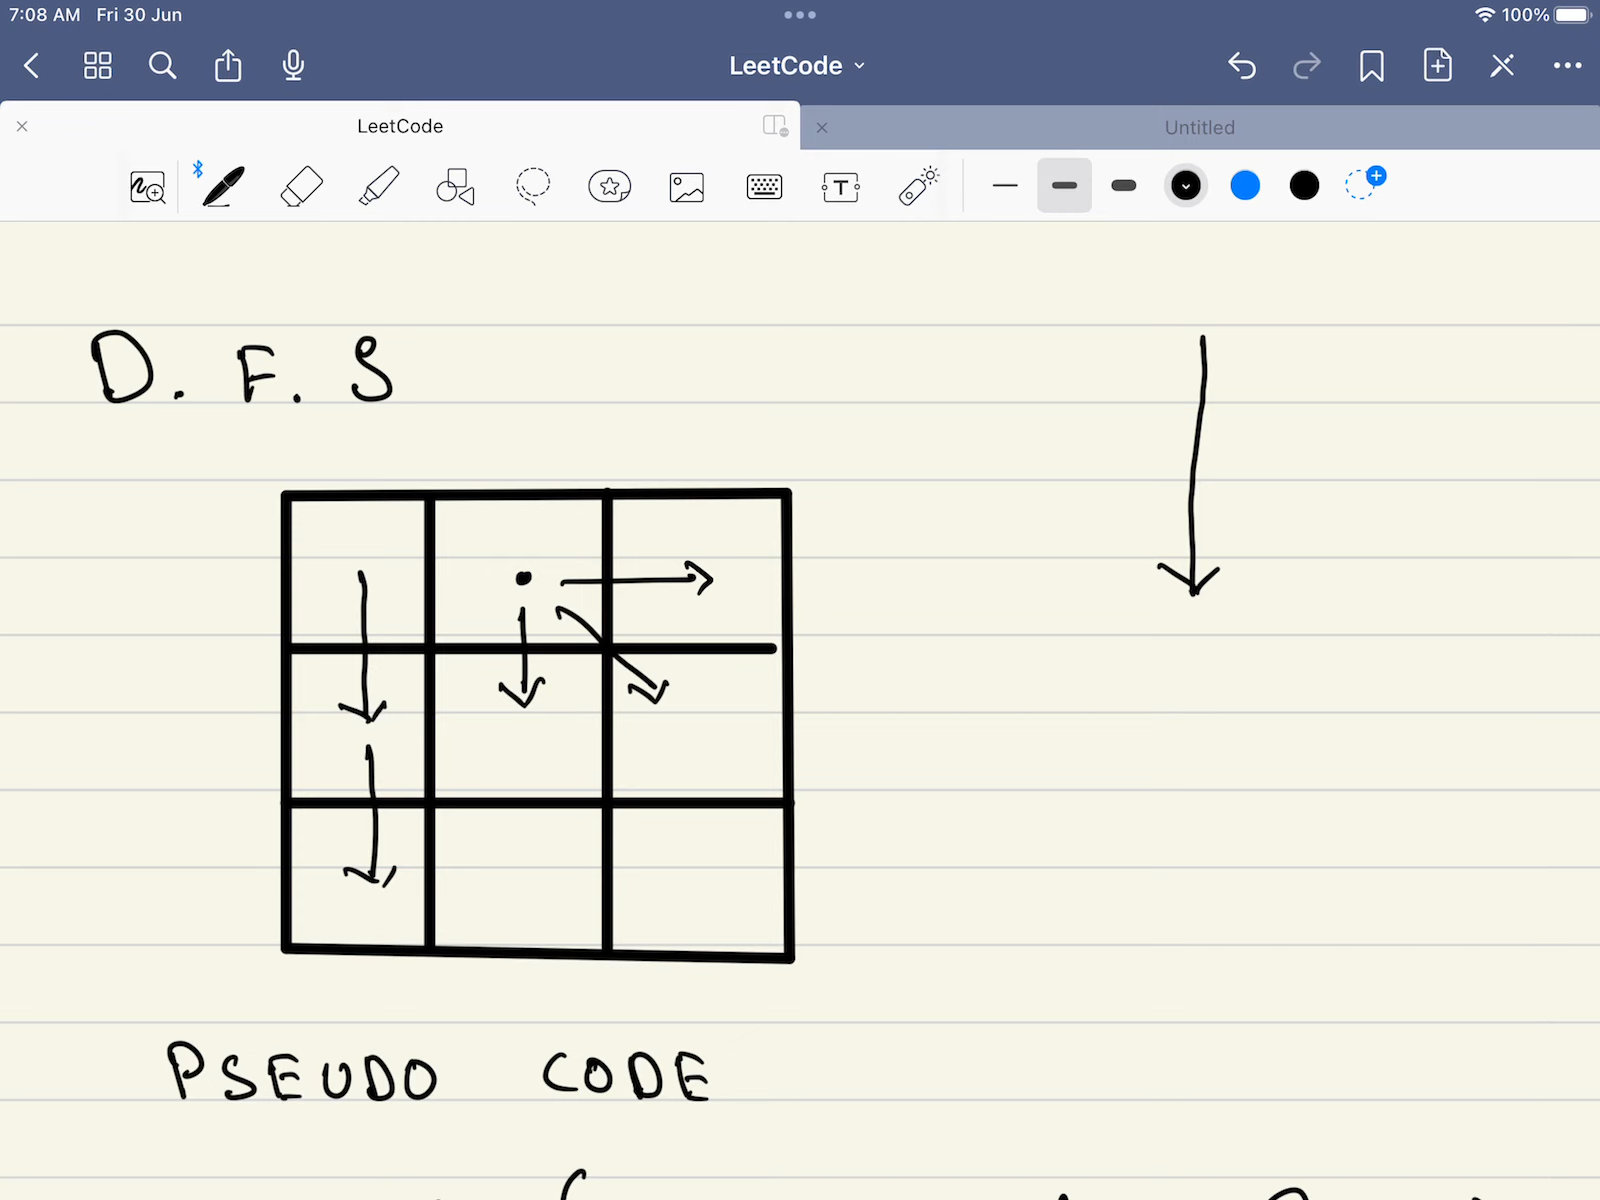 7:08 AM Fri 30 Jun
100%
LeetCode
LeetCode
Untitled
T
D. F. S
PSEUDO CODE